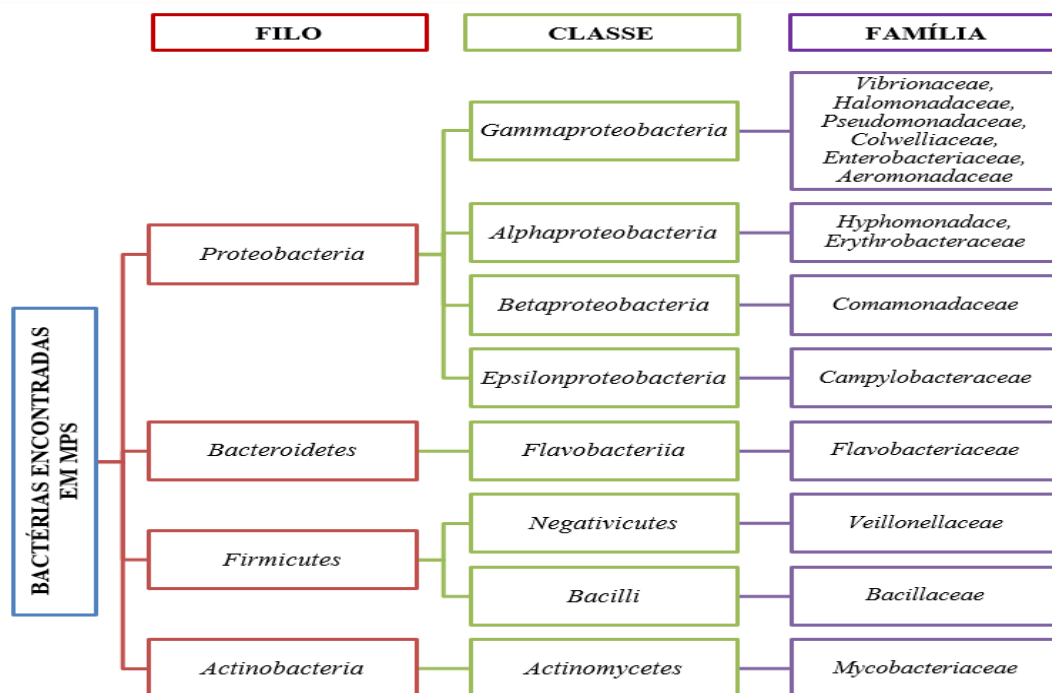 FILO
CLASSE
FAMÍLIA
BACTÉRIAS ENCONTRADAS
EM MPS
Proteobacteria
Gammaproteobacteria
Vibrionaceae,
Halomonadaceae,
Pseudomonadaceae,
Colwelliaceae,
Enterobacteriaceae,
Aeromonadaceae
Alphaproteobacteria
Hyphomonadace,
Erythrobacteraceae
Betaproteobacteria
Comamonadaceae
Epsilonproteobacteria
Campylobacteraceae
Bacteroidetes
Flavobacteriia
Flavobacteriaceae
Firmicutes
Negativicutes
Veillonellaceae
Bacilli
Bacillaceae
Actinobacteria
Actinomycetes
Mycobacteriaceae